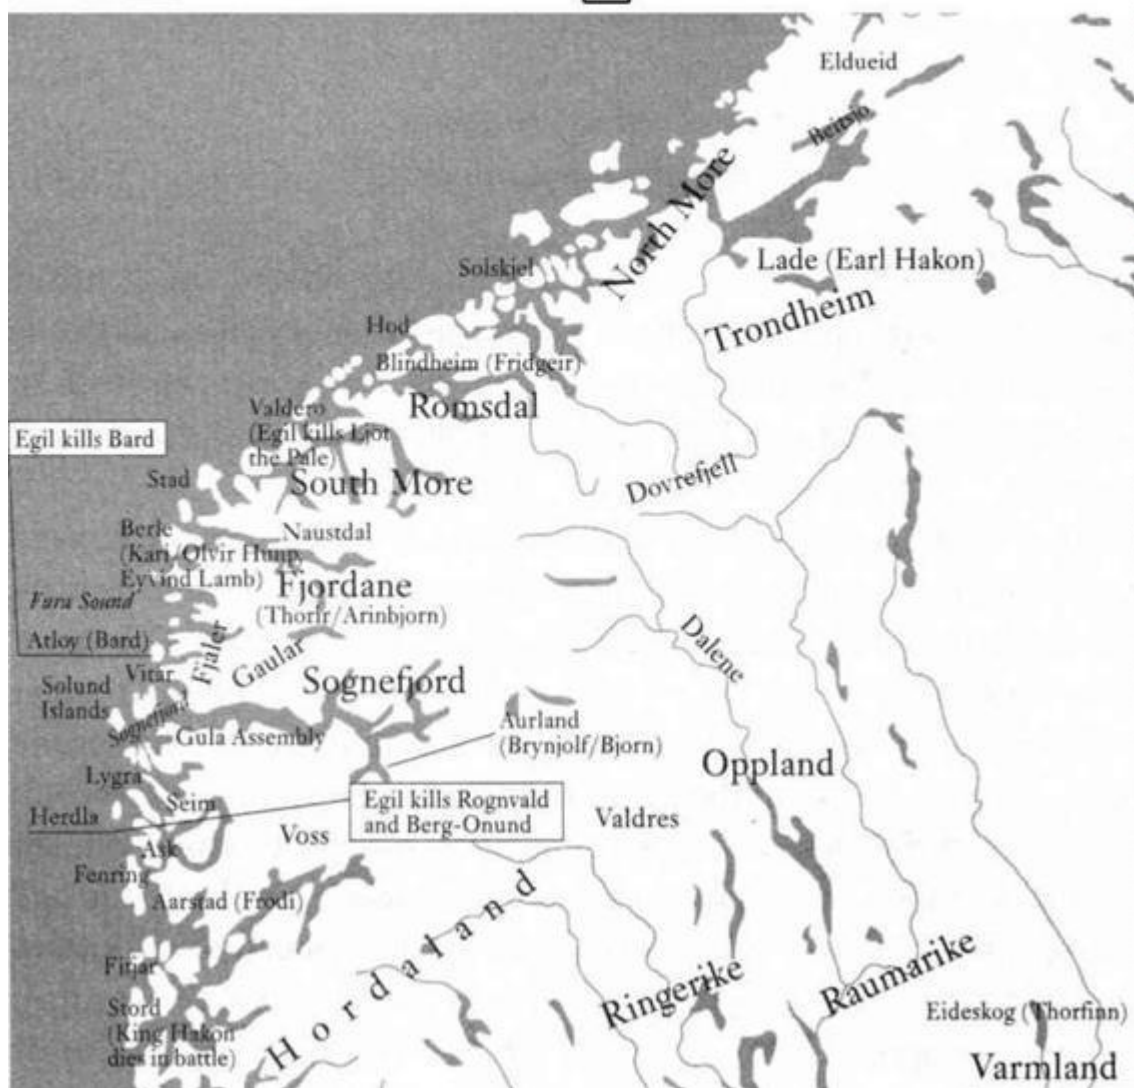 Eldueid
Beitsjo
North More
Solskjel
Lade (Earl Hakon)
Trondheim
Hod
Blindheim (Fridgeir)
Romsdal
Valdero
(Egil kills Ljot
the Pale)
Egil kills Bard
Stad
South More
Dovrefjell
Berle
(Kari/Olvir Hunp,
Eyvind Lamb)
Naustdal
Fjordane
(Thorir/Arinbjorn)
Fura Sound
Atloy (Bard)
Fjaler
Gaular
Dalene
Vitar
Sognefjord
Solund
Islands
Sognefjord
Gula Assembly
Aurland
(Brynjolf/Bjorn)
Oppland
Lygra
Seim
Herdla
Egil kills Rognvald
and Berg-Onund
Voss
Valdres
Ask
Fenring
Aarstad (Frodi)
Hordaland
Fitjar
Ringerike
Raumarike
Stord
(King Hakon
dies in battle)
Eideskog (Thorfinn)
Varmland